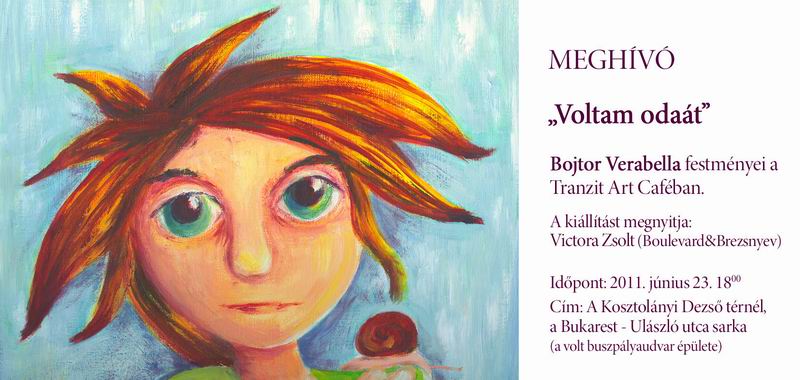 MEGHÍVÓ
„Voltam odaát”
Bojtor Verabella festményei a
Tranzit Art Caféban.
A kiállítást megnyitja:
Victora Zsolt (Boulevard&Brezsnyev)
Időpont: 2011. június 23. 18⁰⁰
Cím: A Kosztolányi Dezső térnél,
a Bukarest - Ulászló utca sarka
(a volt buszpályaudvar épülete)